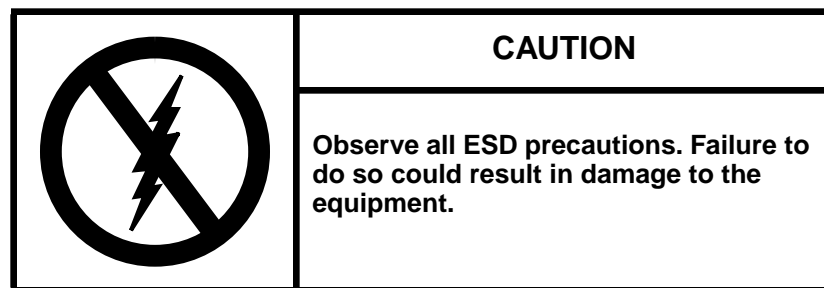 CAUTION
Observe all ESD precautions. Failure to
do so could result in damage to the
equipment.